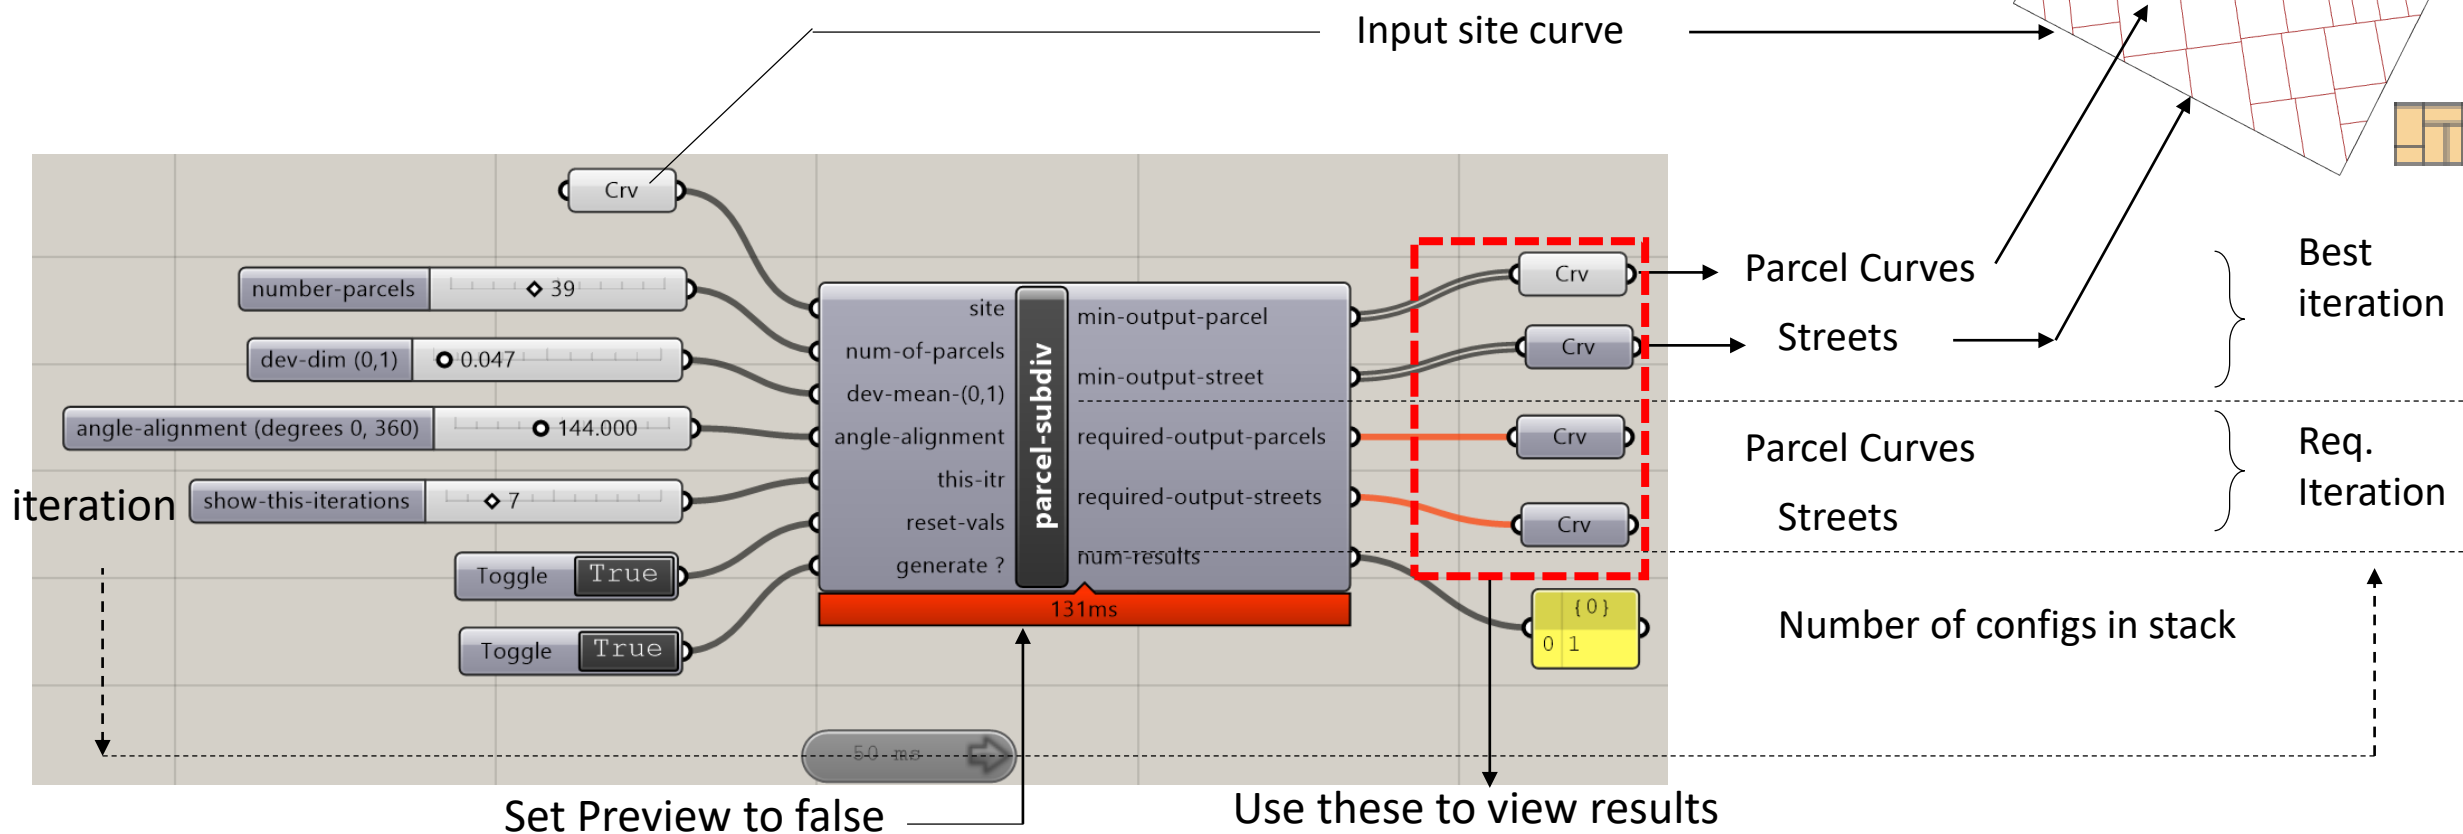 Input site curve
Crv
number-parcels 39
dev-dim (0,1) 0.047
angle-alignment (degrees 0, 360) 144.000
iteration
show-this-iterations 7
Toggle True
Toggle True
site
num-of-parcels
dev-mean-(0,1)
angle-alignment
this-itr
reset-vals
generate ?
parcel-subdiv
min-output-parcel
min-output-street
required-output-parcels
required-output-streets
num-results
131ms
50 ms
Crv
Crv
Crv
Crv
{0}
0 1
Parcel Curves
Streets
Best
iteration
Parcel Curves
Streets
Req.
Iteration
Number of configs in stack
Set Preview to false
Use these to view results